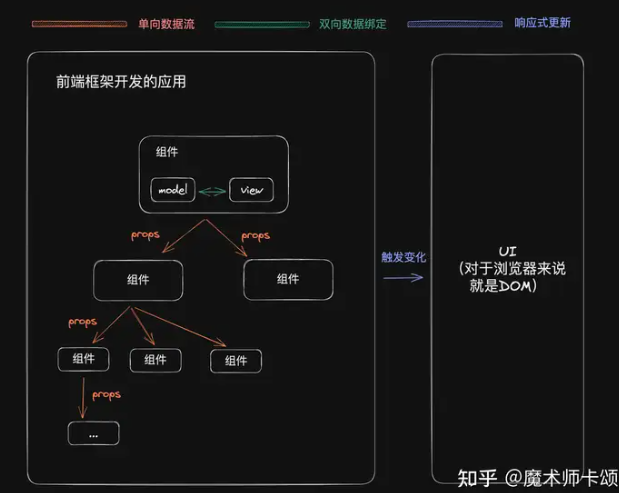 单向数据流
双向数据绑定
响应式更新
前端框架开发的应用
组件
model
view
props
props
组件
组件
触发变化
UI
(对于浏览器来说
就是DOM)
props
组件
组件
组件
props
...
知乎 @魔术师卡颂